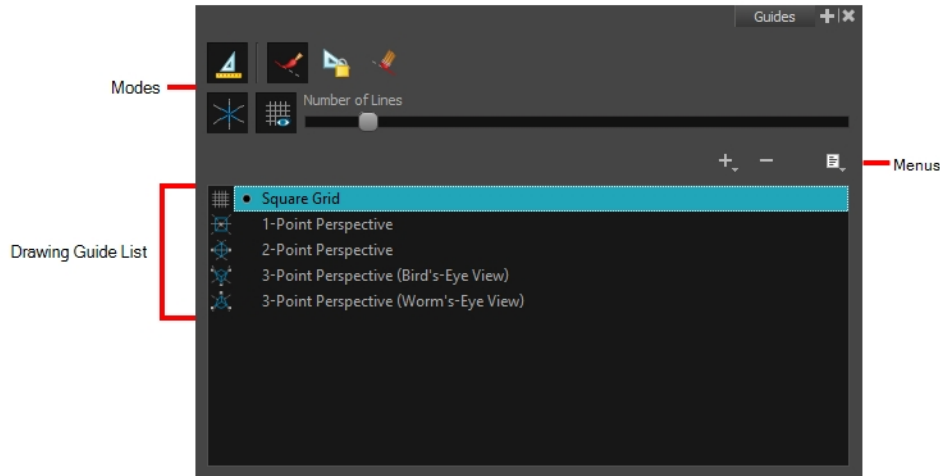 Guides
Modes
Number of Lines
Menus
Square Grid
1-Point Perspective
2-Point Perspective
3-Point Perspective (Bird's-Eye View)
3-Point Perspective (Worm's-Eye View)
Drawing Guide List